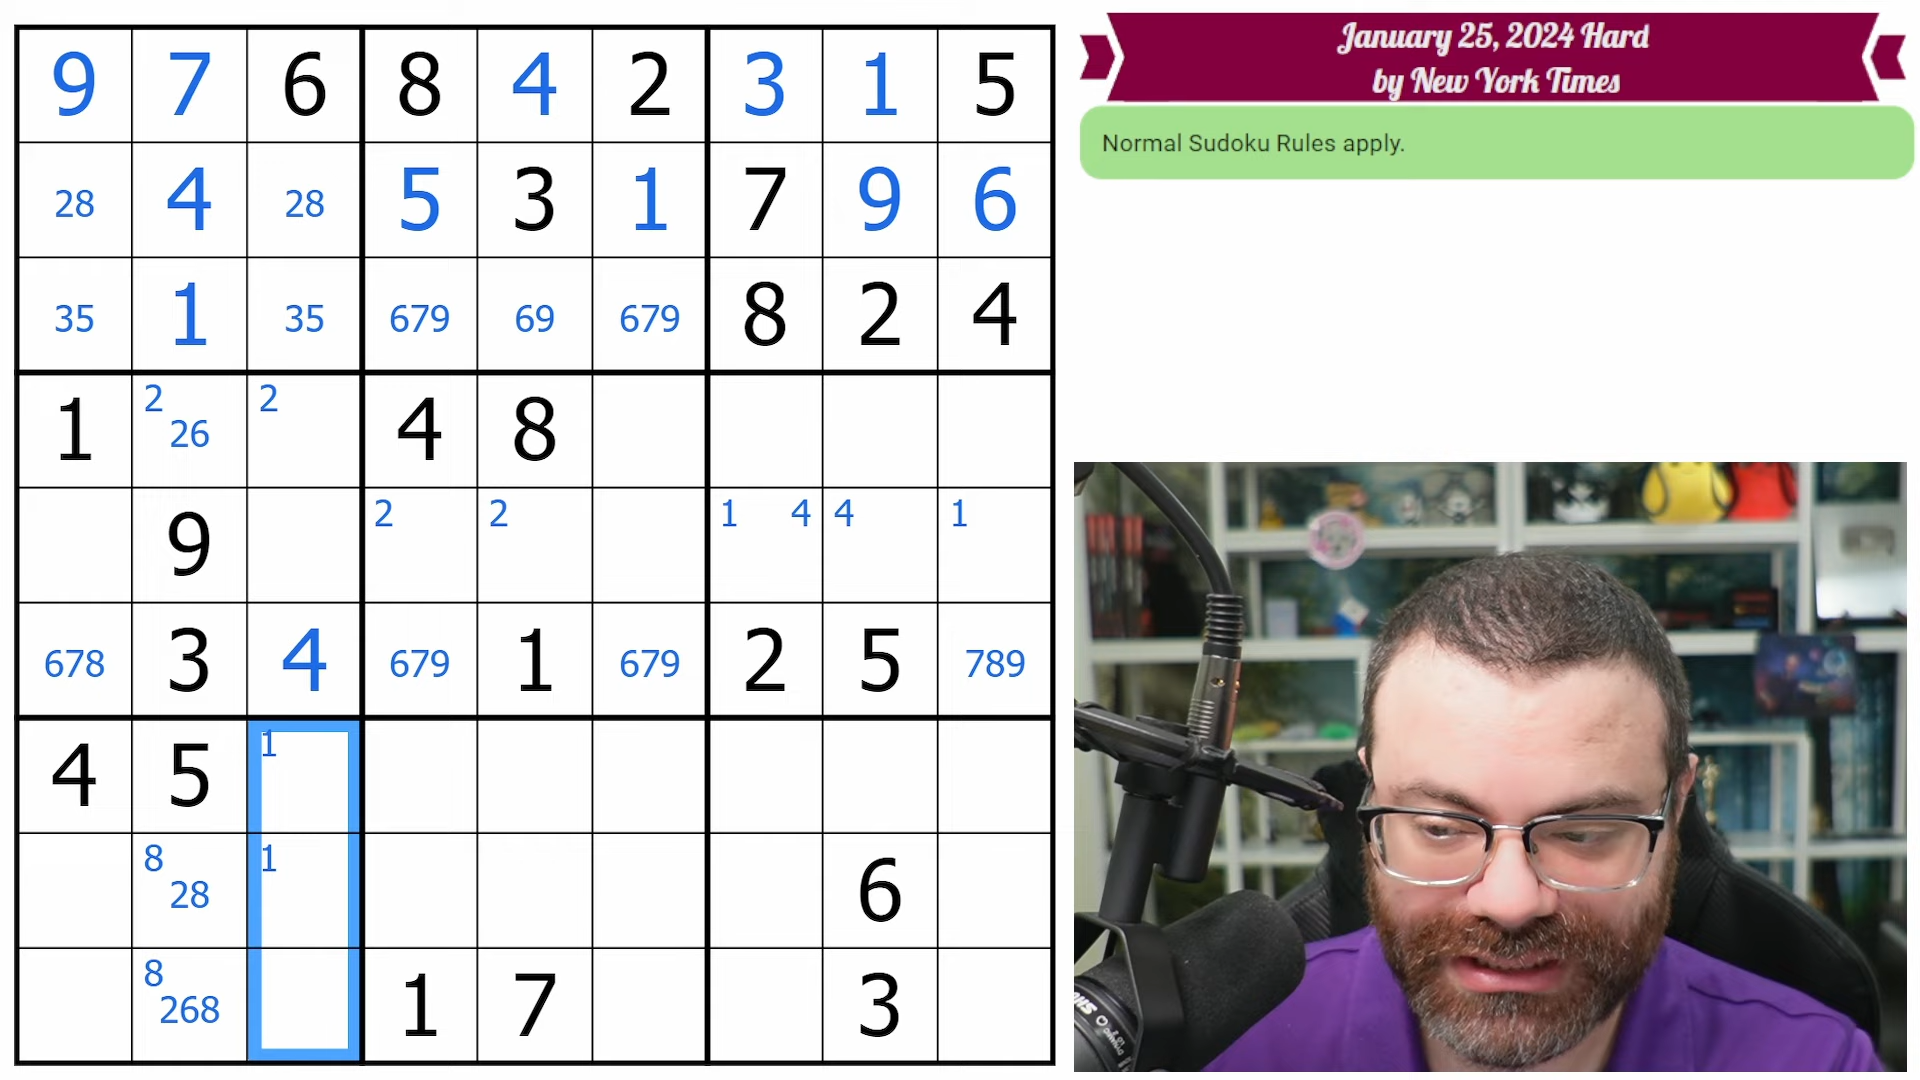 January 25, 2024 Hard
by New York Times
Normal Sudoku Rules apply.
9 7 6 8 4 2 3 1 5
28 4 28 5 3 1 7 9 6
35 1 35 679 69 679 8 2 4
1 2 26 2 4 8
9 2 2 1 4 4 1
678 3 4 679 1 679 2 5 789
4 5 1
8 28 1 6
8 268 1 7 3